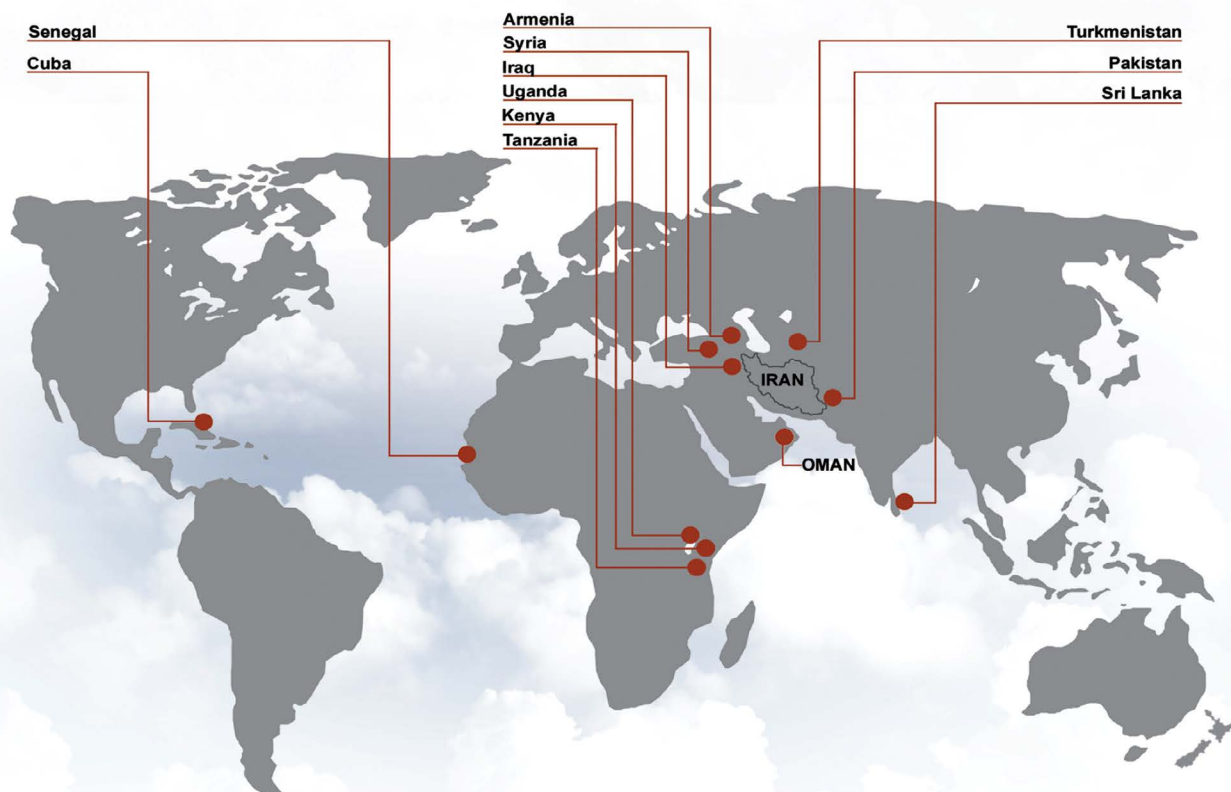 Senegal
Cuba
Armenia
Syria
Iraq
Uganda
Kenya
Tanzania
Turkmenistan
Pakistan
Sri Lanka
IRAN
OMAN